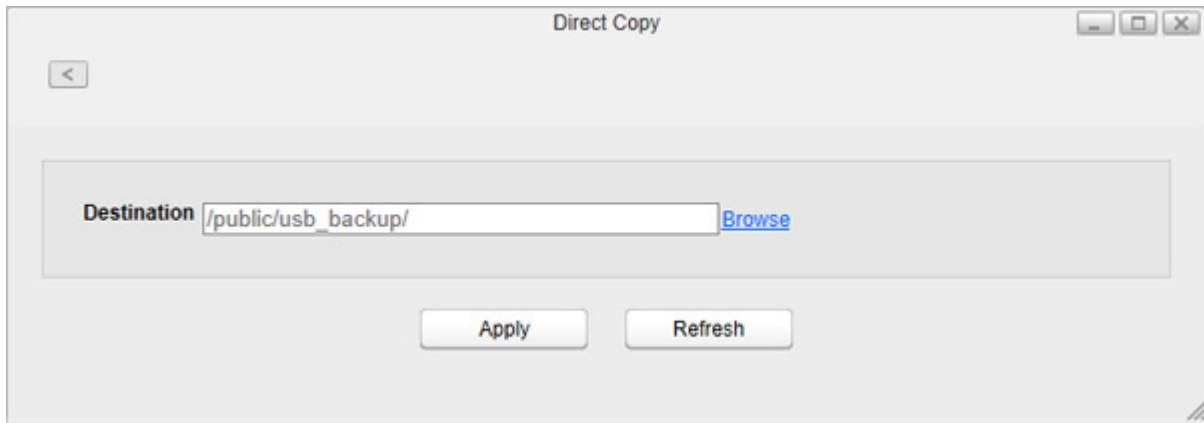 Direct Copy
<
Destination /public/usb_backup/ Browse
Apply Refresh